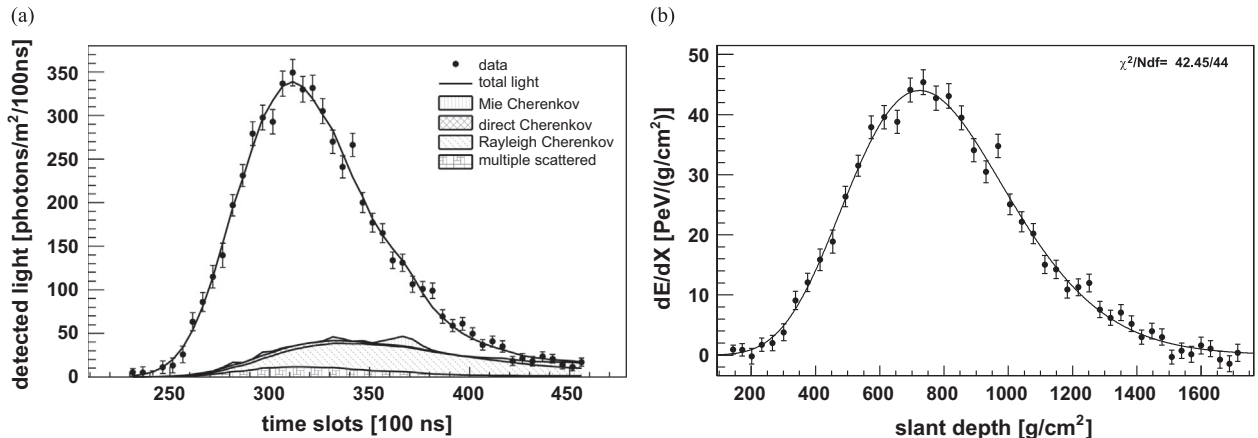 (a)
detected light [photons/m²/100ns]
350
300
250
200
150
100
50
0
data
total light
Mie Cherenkov
direct Cherenkov
Rayleigh Cherenkov
multiple scattered
250 300 350 400 450
time slots [100 ns]
(b)
dE/dX [PeV/(g/cm²)]
50
40
30
20
10
0
χ²/Ndf= 42.45/44
200 400 600 800 1000 1200 1400 1600
slant depth [g/cm²]